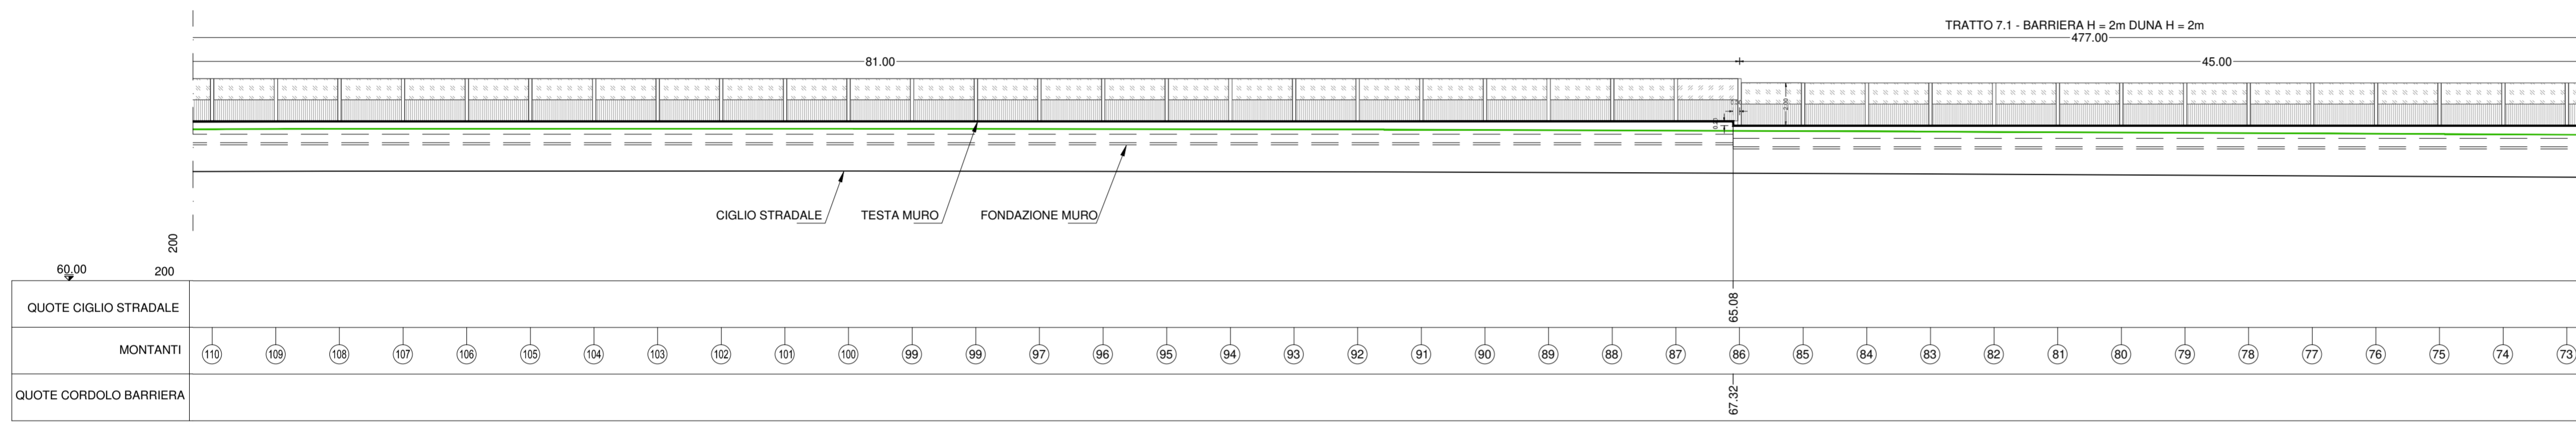 TRATTO 7.1 - BARRIERA H = 2m DUNA H = 2m
477.00
81.00 45.00
2.00
CIGLIO STRADALE TESTA MURO FONDAZIONE MURO
200
60.00 200
QUOTE CIGLIO STRADALE 65.08
MONTANTI 110 109 108 107 106 105 104 103 102 101 100 99 99 97 96 95 94 93 92 91 90 89 88 87 86 85 84 83 82 81 80 79 78 77 76 75 74 73
QUOTE CORDOLO BARRIERA 67.32